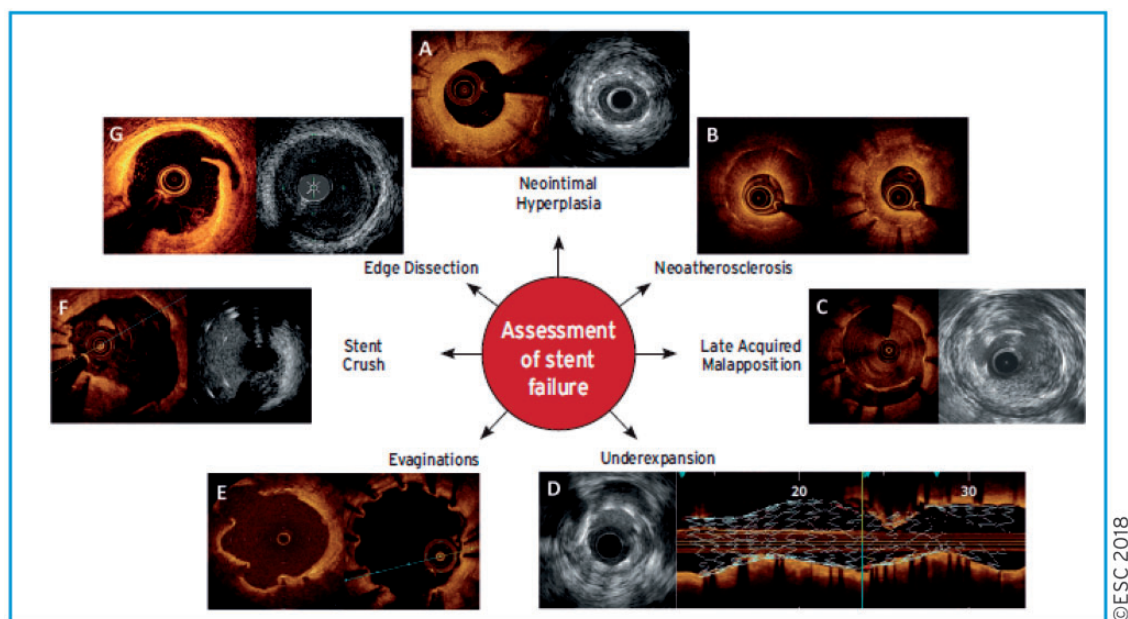 A
Neointimal
Hyperplasia
B
Neoatherosclerosis
C
Late Acquired
Malapposition
D
20
30
Underexpansion
E
Evaginations
F
Stent
Crush
G
Edge Dissection
Assessment
of stent
failure
©ESC 2018